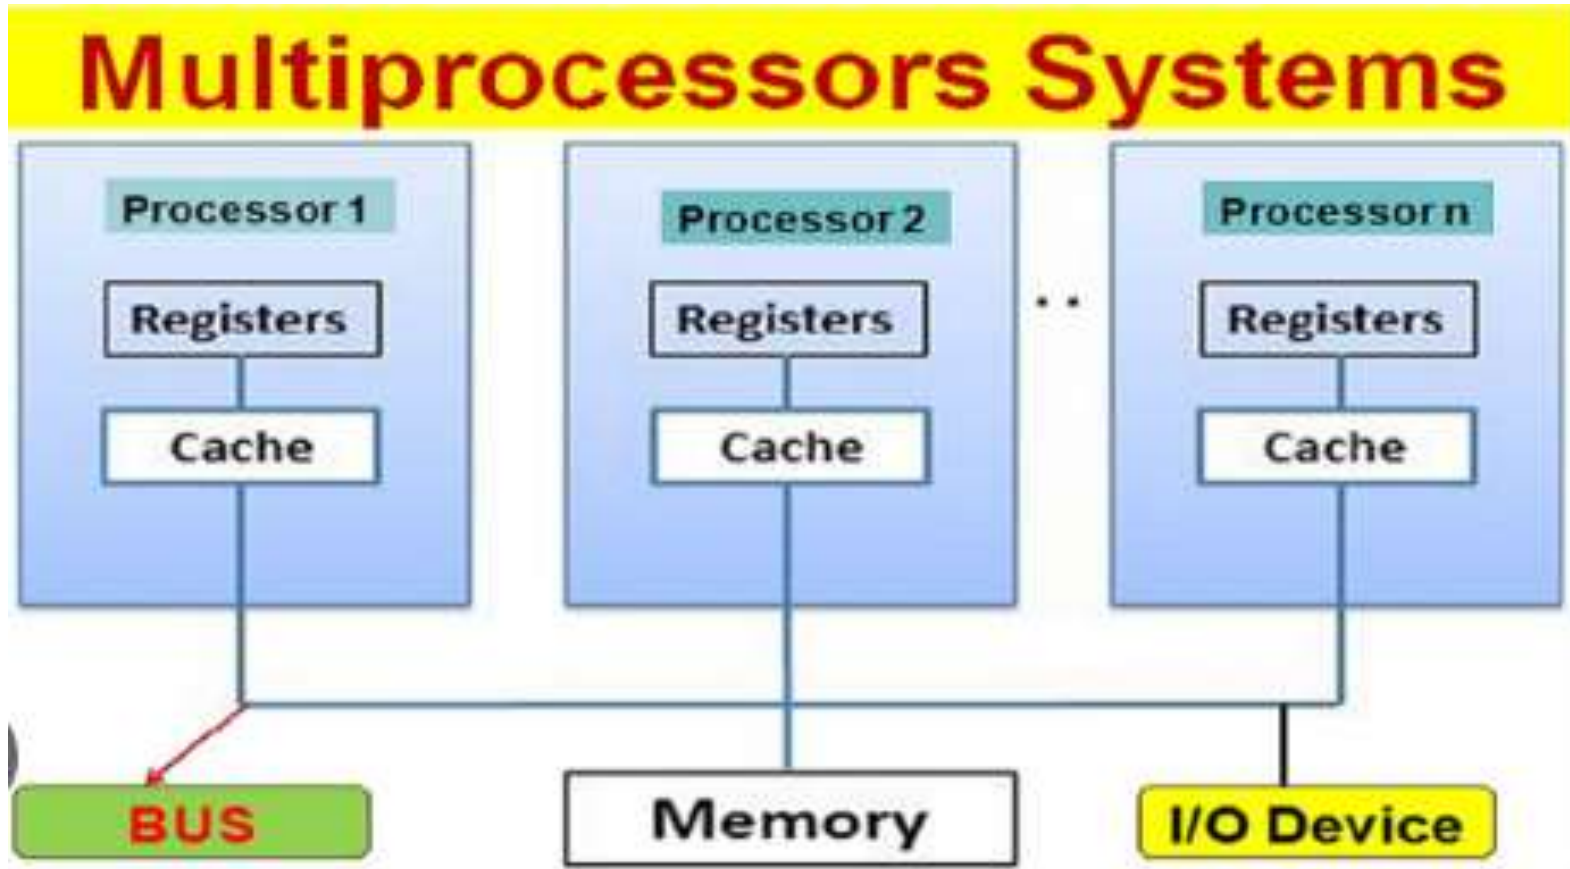 Multiprocessors Systems
Processor 1
Registers
Cache
Processor 2
Registers
Cache
. .
Processor n
Registers
Cache
BUS
Memory
I/O Device